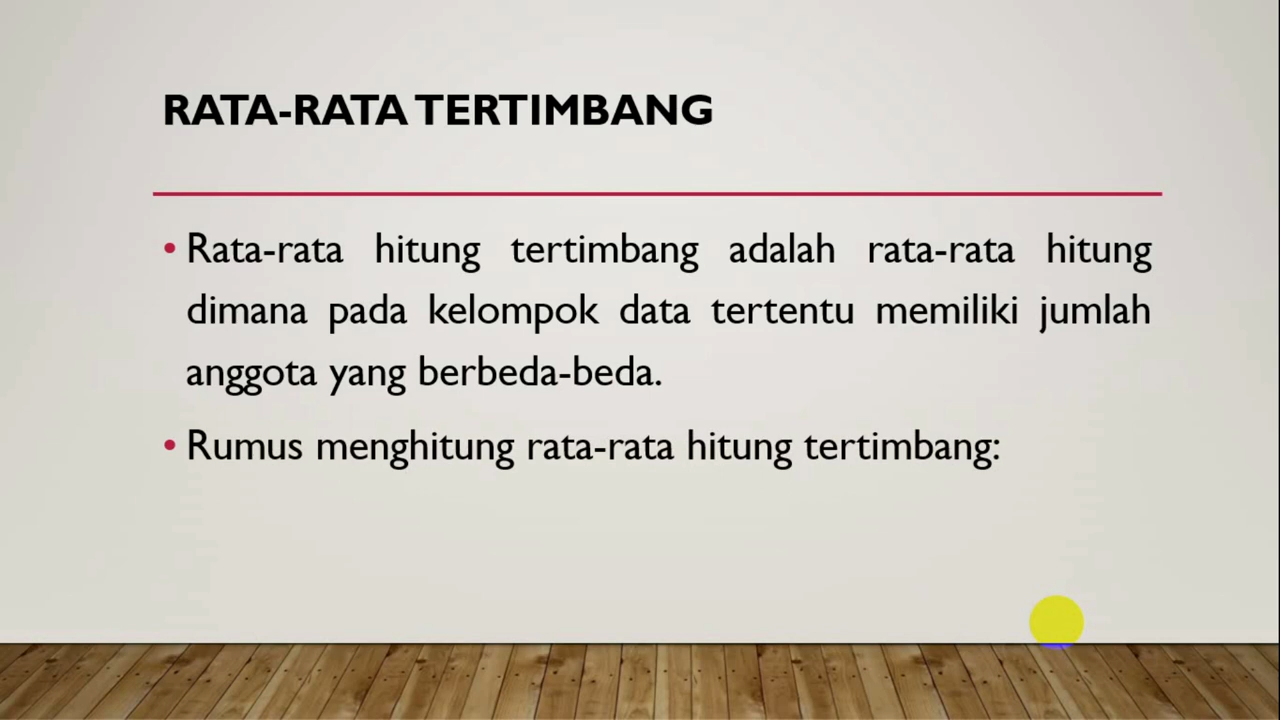 RATA-RATA TERTIMBANG
• Rata-rata hitung tertimbang adalah rata-rata hitung
dimana pada kelompok data tertentu memiliki jumlah
anggota yang berbeda-beda.
• Rumus menghitung rata-rata hitung tertimbang: